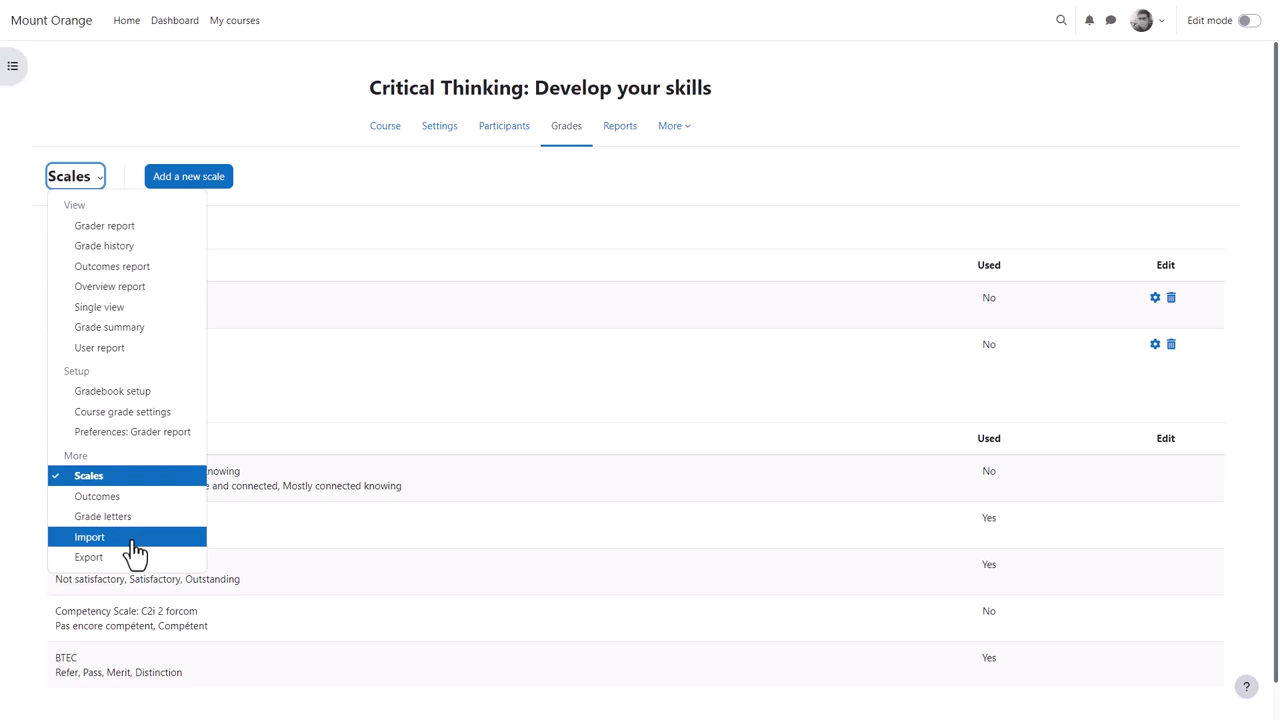 Mount Orange
Home
Dashboard
My courses
Edit mode
Critical Thinking: Develop your skills
Course
Settings
Participants
Grades
Reports
More
Scales
Add a new scale
View
Grader report
Grade history
Outcomes report
Overview report
Single view
Grade summary
User report
Setup
Gradebook setup
Course grade settings
Preferences: Grader report
More
Scales
Outcomes
Grade letters
Import
Export
Used
Edit
No
No
Used
Edit
knowing
and connected, Mostly connected knowing
No
Yes
Not satisfactory, Satisfactory, Outstanding
Yes
Competency Scale: C2i 2 forcom
Pas encore compétent, Compétent
No
BTEC
Refer, Pass, Merit, Distinction
Yes
?